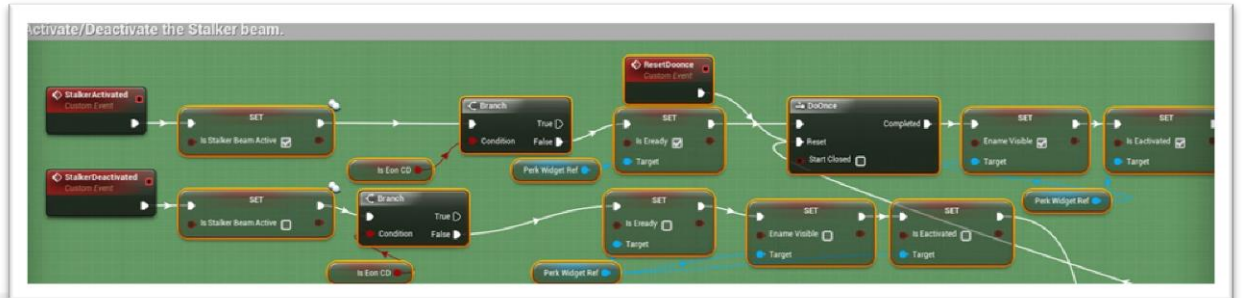 Activate/Deactivate the Stalker beam.
StalkerActivated
Custom Event
SET
Is Stalker Beam Active
Branch
True
Condition
False
Is Eon CD
ResetDoonce
Custom Event
SET
Is Eready
Target
Perk Widget Ref
DoOnce
Completed
Reset
Start Closed
SET
Ename Visible
Target
SET
Is Eactivated
Target
Perk Widget Ref
StalkerDeactivated
Custom Event
SET
Is Stalker Beam Active
Branch
True
Condition
False
Is Eon CD
SET
Is Eready
Target
Perk Widget Ref
SET
Ename Visible
Target
SET
Is Eactivated
Target